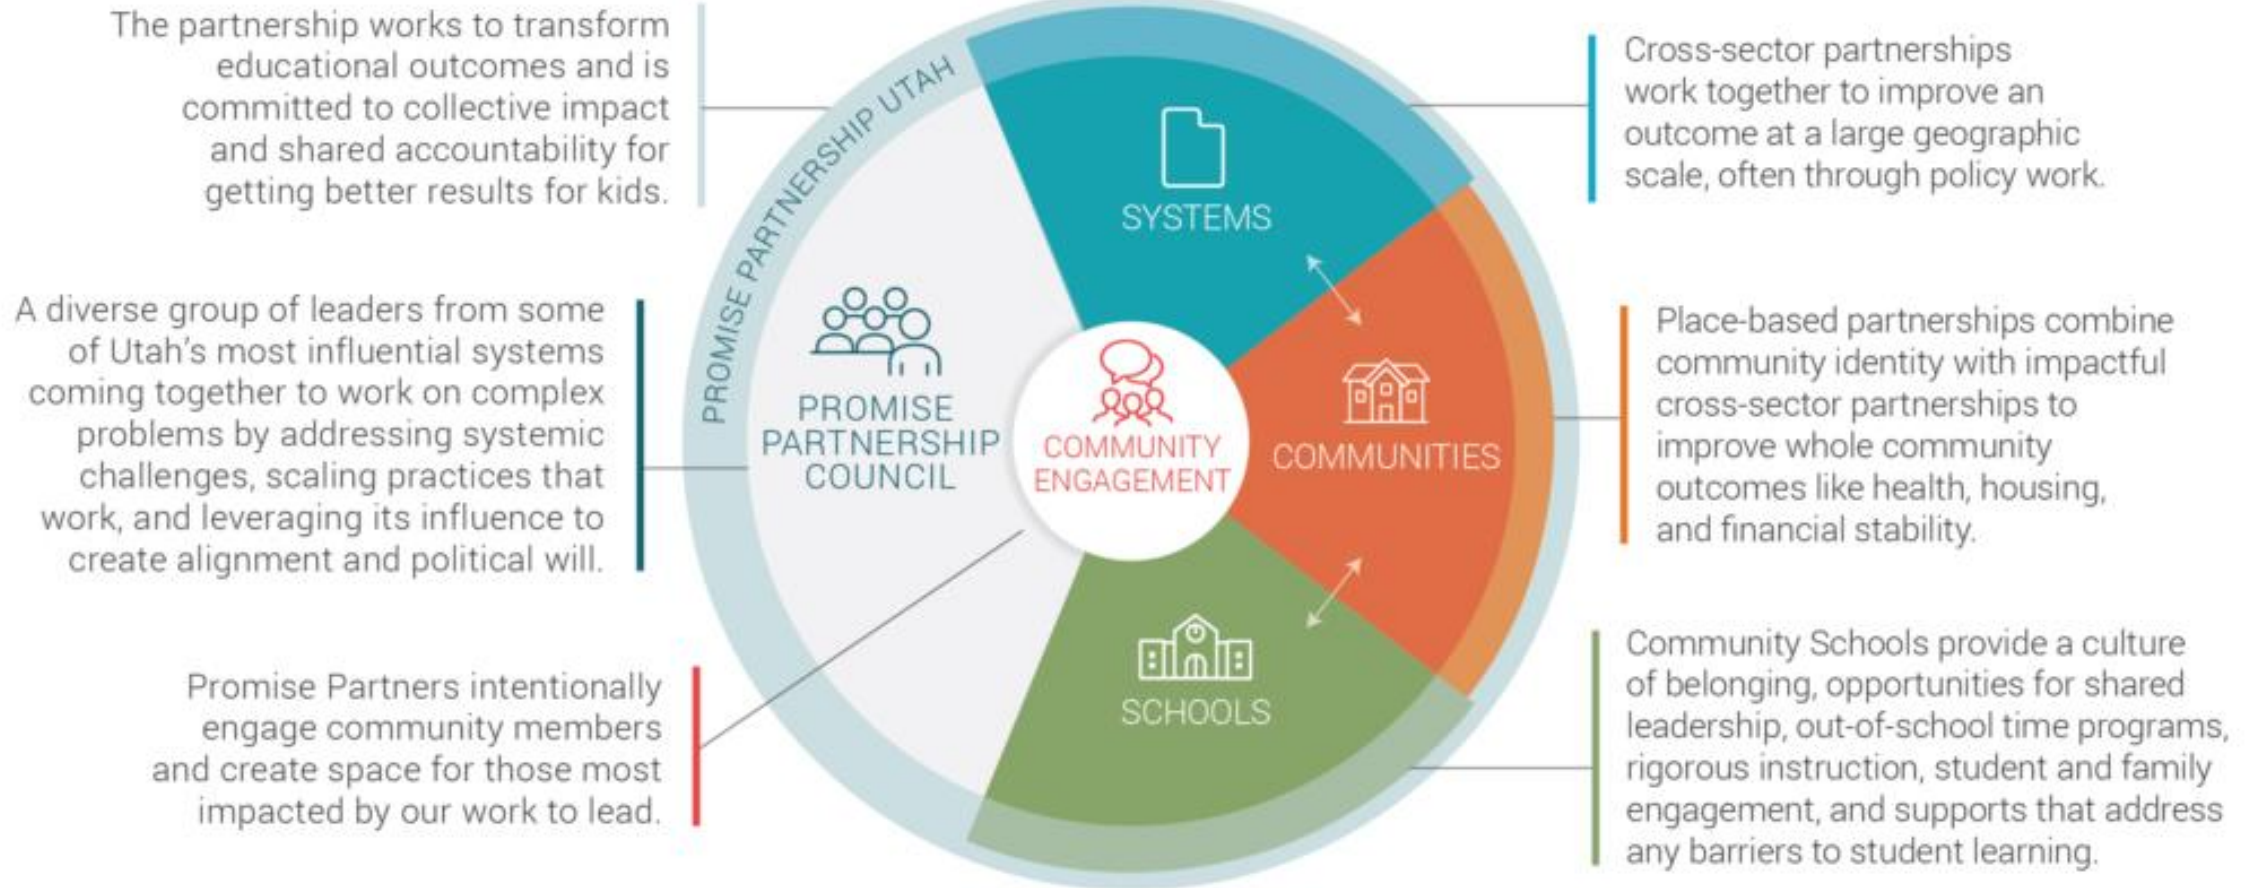 The partnership works to transform
educational outcomes and is
committed to collective impact
and shared accountability for
getting better results for kids.
A diverse group of leaders from some
of Utah's most influential systems
coming together to work on complex
problems by addressing systemic
challenges, scaling practices that
work, and leveraging its influence to
create alignment and political will.
Promise Partners intentionally
engage community members
and create space for those most
impacted by our work to lead.
PROMISE PARTNERSHIP UTAH
PROMISE
PARTNERSHIP
COUNCIL
COMMUNITY
ENGAGEMENT
SYSTEMS
COMMUNITIES
SCHOOLS
Cross-sector partnerships
work together to improve an
outcome at a large geographic
scale, often through policy work.
Place-based partnerships combine
community identity with impactful
cross-sector partnerships to
improve whole community
outcomes like health, housing,
and financial stability.
Community Schools provide a culture
of belonging, opportunities for shared
leadership, out-of-school time programs,
rigorous instruction, student and family
engagement, and supports that address
any barriers to student learning.